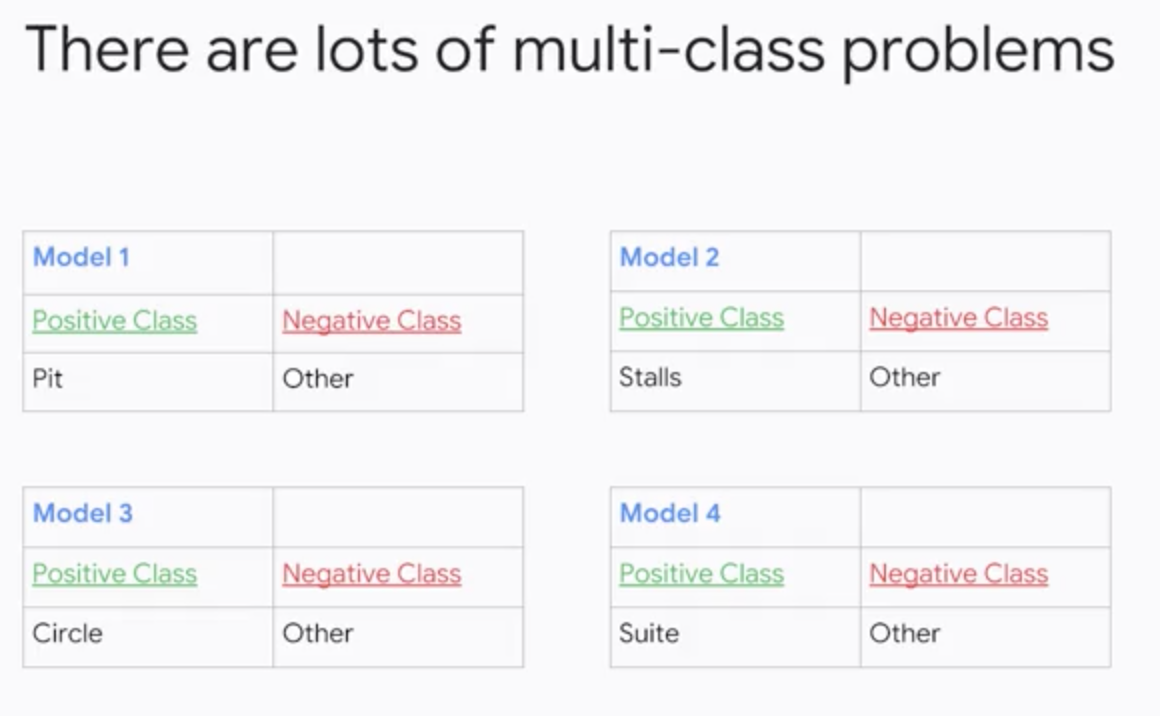 There are lots of multi-class problems
Model 1
Positive Class Negative Class
Pit Other
Model 2
Positive Class Negative Class
Stalls Other
Model 3
Positive Class Negative Class
Circle Other
Model 4
Positive Class Negative Class
Suite Other